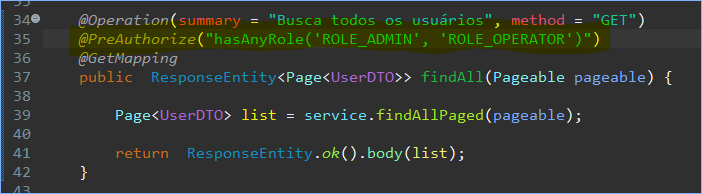 34 @Operation(summary = "Busca todos os usuários", method = "GET")
35 @PreAuthorize("hasAnyRole('ROLE_ADMIN', 'ROLE_OPERATOR')")
36 @GetMapping
37 public ResponseEntity<Page<UserDTO>> findAll(Pageable pageable) {
38
39 Page<UserDTO> list = service.findAllPaged(pageable);
40
41 return ResponseEntity.ok().body(list);
42 }
43